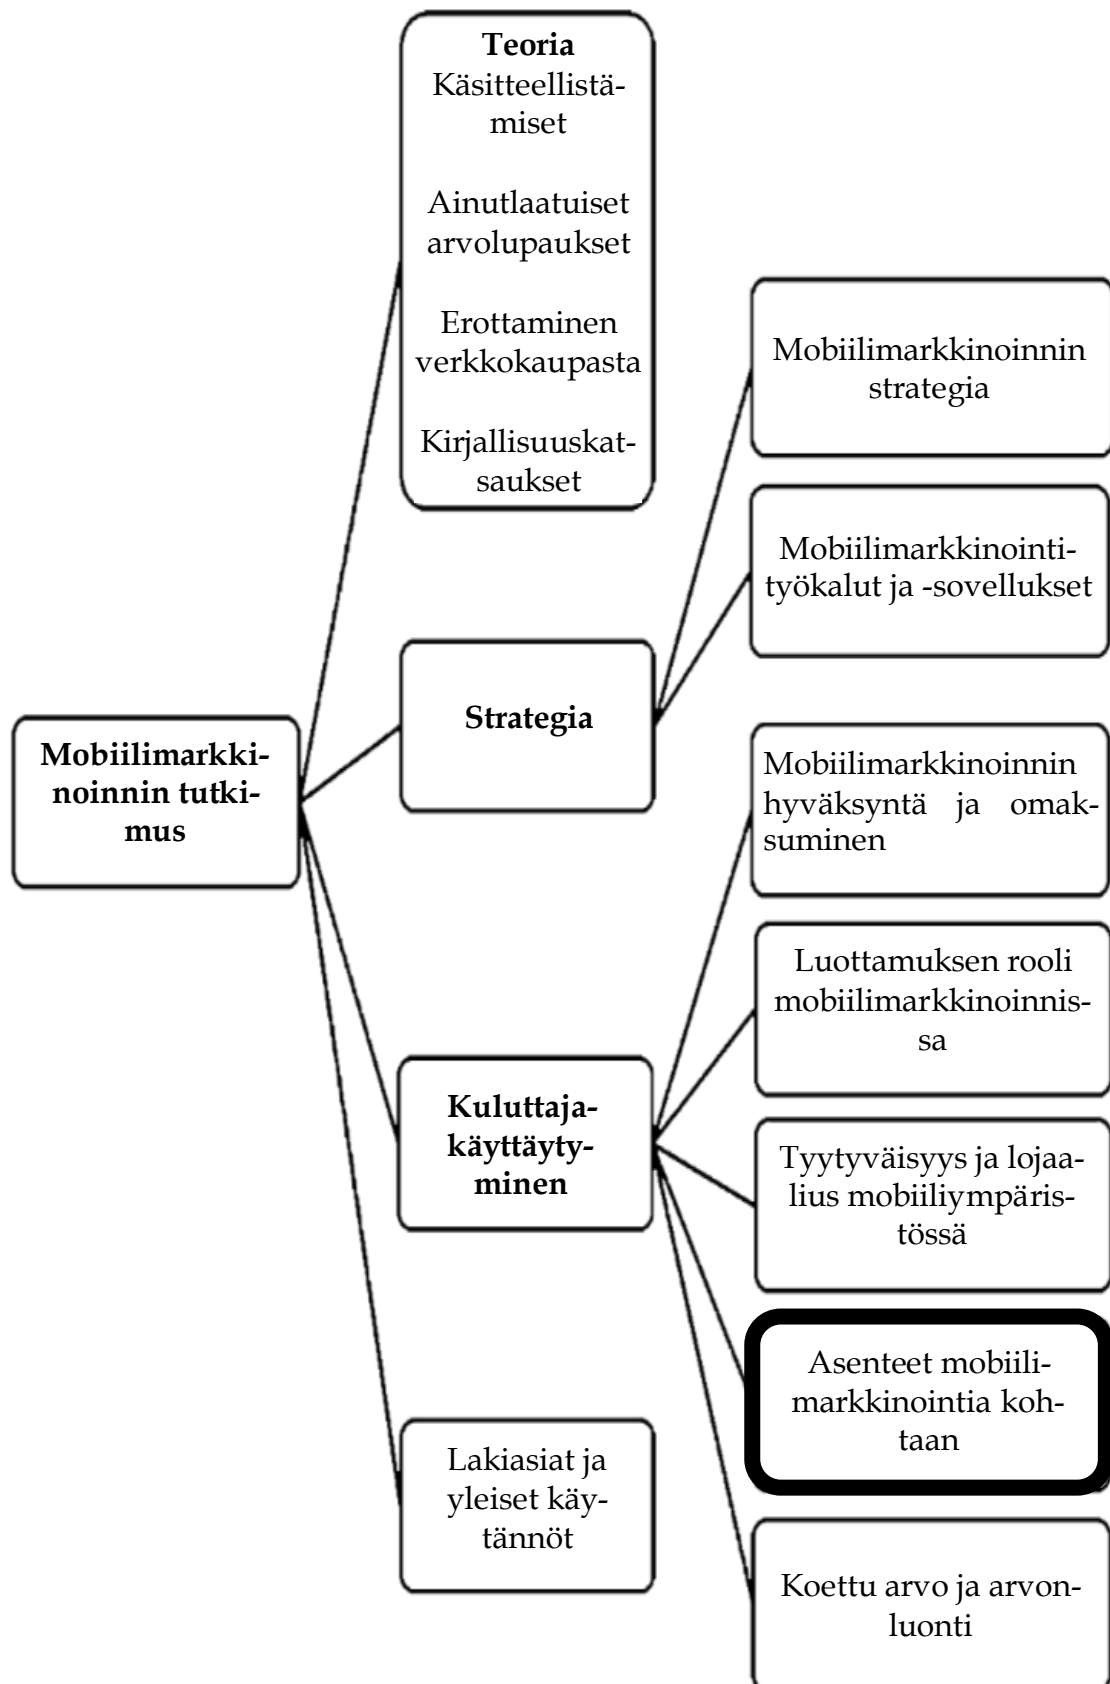 Teoria
Käsitteellistä-
miset
Ainutlaatuiset
arvolupaukset
Erottaminen
verkkokaupasta
Kirjallisuuskat-
saukset
Mobiilimarkkinoinnin
strategia
Mobiilimarkkinointi-
työkalut ja -sovellukset
Strategia
Mobiilimarkki-
noinnin tutki-
mus
Mobiilimarkkinoinnin
hyväksyntä ja omak-
suminen
Luottamuksen rooli
mobiilimarkkinoinnis-
sa
Kuluttaja-
käyttäyty-
minen
Tyytyväisyys ja lojaa-
lius mobiiliympäris-
tössä
Asenteet mobiili-
markkinointia koh-
taan
Lakiasiat ja
yleiset käy-
tännöt
Koettu arvo ja arvon-
luonti